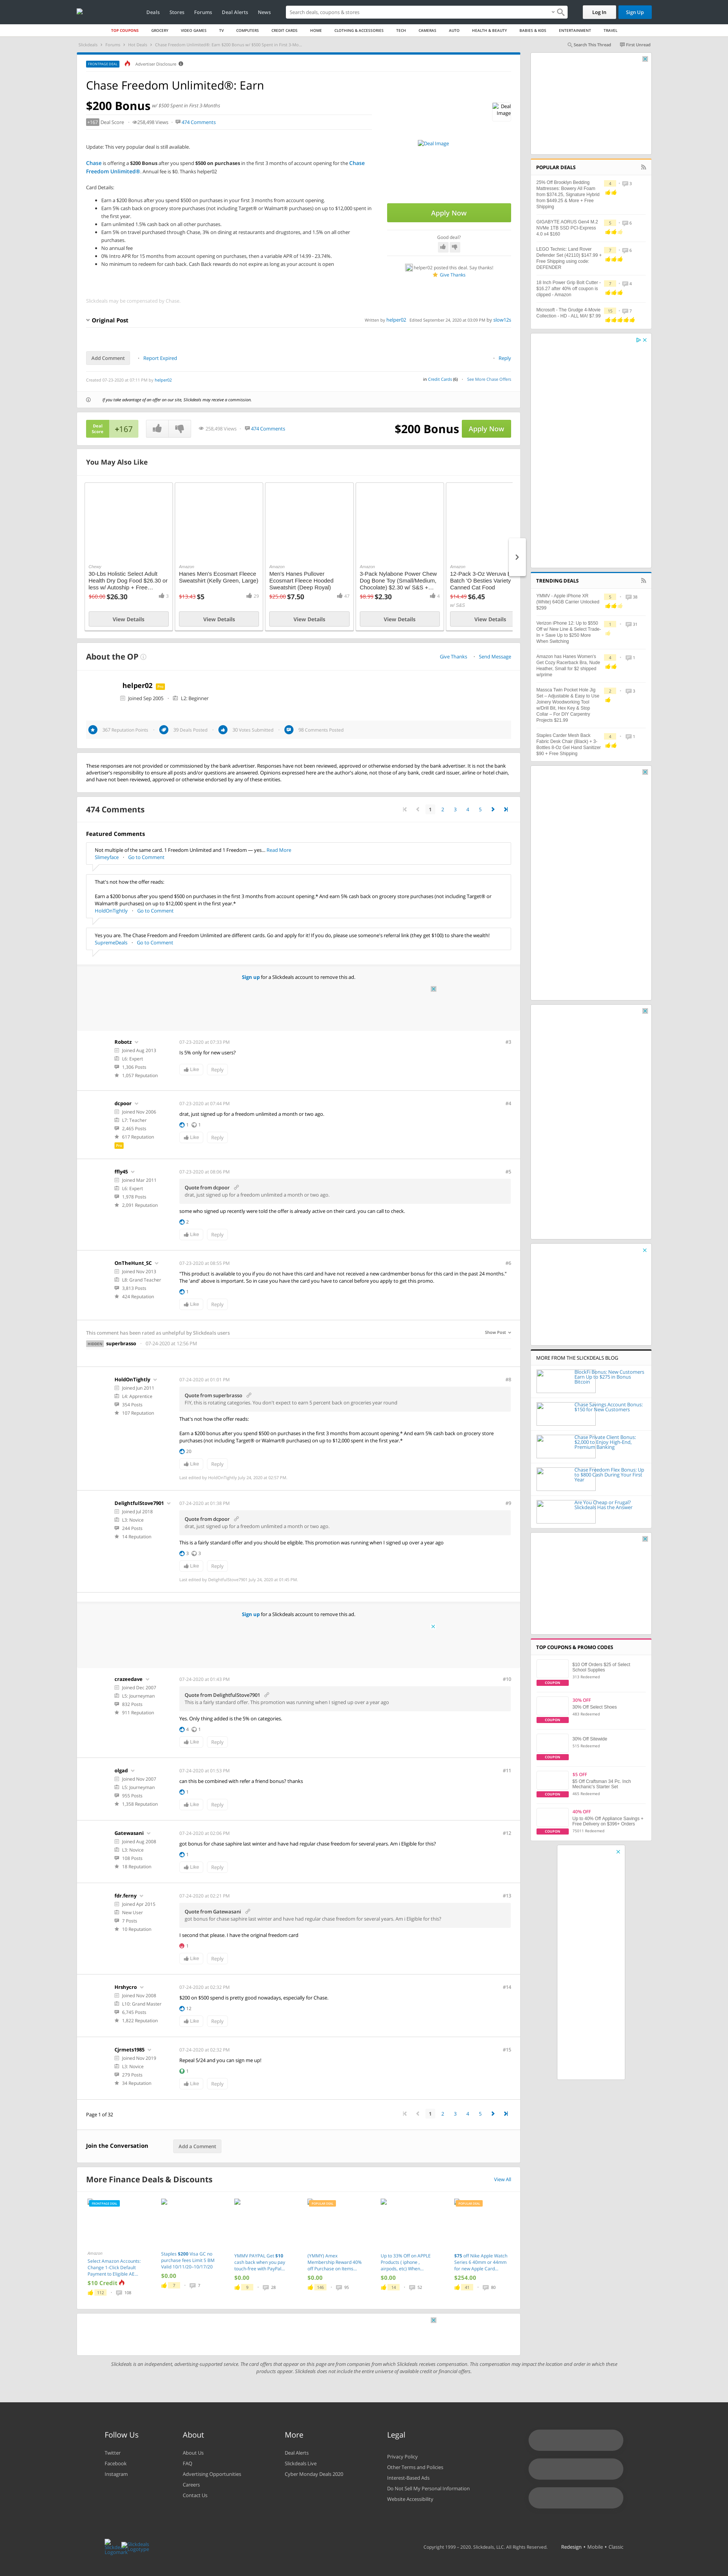 Deals Stores Forums Deal Alerts News
Search deals, coupons & stores
Log In
Sign Up
TOP COUPONS GROCERY VIDEO GAMES TV COMPUTERS CREDIT CARDS HOME CLOTHING & ACCESSORIES TECH CAMERAS AUTO HEALTH & BEAUTY BABIES & KIDS ENTERTAINMENT TRAVEL
Slickdeals Forums Hot Deals Chase Freedom Unlimited®: Earn $200 Bonus w/ $500 Spent in First 3 Mo...
Search This Thread First Unread
FRONTPAGE DEAL Advertiser Disclosure
Chase Freedom Unlimited®: Earn
$200 Bonus w/ $500 Spent in First 3 Months
+167 Deal Score 258,498 Views 474 Comments
Deal Image
Update: This very popular deal is still available.
Chase is offering a $200 Bonus after you spend $500 on purchases in the first 3 months of account opening for the Chase
Freedom Unlimited®. Annual fee is $0. Thanks helper02
Card Details:
Earn a $200 Bonus after you spend $500 on purchases in your first 3 months from account opening.
Earn 5% cash back on grocery store purchases (not including Target® or Walmart® purchases) on up to $12,000 spent in the first year.
Earn unlimited 1.5% cash back on all other purchases.
Earn 5% on travel purchased through Chase, 3% on dining at restaurants and drugstores, and 1.5% on all other purchases.
No annual fee
0% Intro APR for 15 months from account opening on purchases, then a variable APR of 14.99 - 23.74%.
No minimum to redeem for cash back. Cash Back rewards do not expire as long as your account is open
Deal Image
Apply Now
Good deal?
helper02 posted this deal. Say thanks!
Give Thanks
Slickdeals may be compensated by Chase.
Original Post
Written by helper02 Edited September 24, 2020 at 03:09 PM by slow12s
Add Comment Report Expired
Reply
Created 07-23-2020 at 07:11 PM by helper02
in Credit Cards (6) See More Chase Offers
If you take advantage of an offer on our site, Slickdeals may receive a commission.
Deal Score +167
258,498 Views 474 Comments
$200 Bonus Apply Now
You May Also Like
Chewy
30-Lbs Holistic Select Adult Health Dry Dog Food $26.30 or less w/ Autoship + Free...
$60.00 $26.30 3
View Details
Amazon
Hanes Men's Ecosmart Fleece Sweatshirt (Kelly Green, Large)
$13.43 $5
View Details
Amazon
Men's Hanes Pullover Ecosmart Fleece Hooded Sweatshirt (Deep Royal)
$25.00 $7.50 47
View Details
Amazon
3-Pack Nylabone Power Chew Dog Bone Toy (Small/Medium, Chocolate) $2.30 w/ S&S +...
$8.99 $2.30 4
View Details
Amazon
12-Pack 3-Oz Weruva
Batch 'O Besties Variety
Canned Cat Food
$14.49 $6.45
w/ S&S
View Details
About the OP
Give Thanks Send Message
helper02 Pro
Joined Sep 2005 L2: Beginner
367 Reputation Points 39 Deals Posted 30 Votes Submitted 98 Comments Posted
These responses are not provided or commissioned by the bank advertiser. Responses have not been reviewed, approved or otherwise endorsed by the bank advertiser. It is not the bank advertiser's responsibility to ensure all posts and/or questions are answered. Opinions expressed here are the author's alone, not those of any bank, credit card issuer, airline or hotel chain, and have not been reviewed, approved or otherwise endorsed by any of these entities.
474 Comments
1 2 3 4 5
Featured Comments
Not multiple of the same card. 1 Freedom Unlimited and 1 Freedom — yes... Read More
Slimeyface Go to Comment
That's not how the offer reads:
Earn a $200 bonus after you spend $500 on purchases in the first 3 months of account opening.* And earn 5% cash back on grocery store purchases (not including Target® or Walmart® purchases) on up to $12,000 spent in the first year.*
HoldOnTightly Go to Comment
Yes you are. The Chase Freedom and Freedom Unlimited are different cards. Go and apply for it! If you do, please use someone's referral link (they get $100) to share the wealth!
SupremeDeals Go to Comment
Sign up for a Slickdeals account to remove this ad.
Robotz
Joined Aug 2013
L6: Expert
1,306 Posts
1,057 Reputation
07-23-2020 at 07:33 PM
#3
Is 5% only for new users?
Like Reply
dcpoor
Joined Nov 2006
L7: Teacher
2,465 Posts
617 Reputation
Pro
07-23-2020 at 07:44 PM
#4
drat, just signed up for a freedom unlimited a month or two ago.
1 1
Like Reply
ffly45
Joined Mar 2011
L6: Expert
1,978 Posts
2,091 Reputation
07-23-2020 at 08:06 PM
#5
Quote from dcpoor
drat, just signed up for a freedom unlimited a month or two ago.
some who signed up recently were told the offer is already active on their card. you can call to check.
2
Like Reply
OnTheHunt_SC
Joined Nov 2013
L8: Grand Teacher
3,813 Posts
424 Reputation
07-23-2020 at 08:55 PM
#6
"This product is available to you if you do not have this card and have not received a new cardmember bonus for this card in the past 24 months." The 'and' above is important. So in case you have the card you have to cancel before you apply to get this promo.
1
Like Reply
This comment has been rated as unhelpful by Slickdeals users
Show Post
superbrasso 07-24-2020 at 12:56 PM
HoldOnTightly
Joined Jun 2011
L4: Apprentice
354 Posts
107 Reputation
07-24-2020 at 01:01 PM
#8
Quote from superbrasso
FYI, this is rotating categories. You don't expect to earn 5 percent back on groceries year round
That's not how the offer reads:
Earn a $200 bonus after you spend $500 on purchases in the first 3 months of account opening.* And earn 5% cash back on grocery store purchases (not including Target® or Walmart® purchases) on up to $12,000 spent in the first year.*
20
Like Reply
Last edited by HoldOnTightly July 24, 2020 at 02:57 PM.
DelightfulStove7901
Joined Jul 2018
L3: Novice
244 Posts
14 Reputation
07-24-2020 at 01:38 PM
#9
Quote from dcpoor
drat, just signed up for a freedom unlimited a month or two ago.
This is a fairly standard offer and you should be eligible. This promotion was running when I signed up over a year ago
3 3
Like Reply
Last edited by DelightfulStove7901 July 24, 2020 at 01:40 PM.
Sign up for a Slickdeals account to remove this ad.
crazeedave
Joined Dec 2007
L5: Journeyman
832 Posts
911 Reputation
07-24-2020 at 01:43 PM
#10
Quote from DelightfulStove7901
This is a fairly standard offer. This promotion was running when I signed up over a year ago
Yes. Only thing added is the 5% on categories.
4 1
Like Reply
olgad
Joined Nov 2007
L5: Journeyman
955 Posts
1,358 Reputation
07-24-2020 at 01:53 PM
#11
can this be combined with refer a friend bonus? thanks
1
Like Reply
Gatewasani
Joined Aug 2008
L3: Novice
168 Posts
18 Reputation
07-24-2020 at 02:06 PM
#12
got bonus for chase saphire last winter and have had regular chase freedom for several years. Am I Eligible for this?
1
Like Reply
fdr.ferny
Joined Apr 2015
New User
7 Posts
10 Reputation
07-24-2020 at 02:21 PM
#13
Quote from Gatewasani
got bonus for chase saphire last winter and have had regular chase freedom for several years. Am I Eligible for this?
I second that please. I have the original freedom card
1
Like Reply
Hrshycro
Joined Nov 2008
L10: Grand Master
6,745 Posts
1,822 Reputation
07-24-2020 at 02:32 PM
#14
$200 on $500 spend is pretty good nowadays, especially for Chase.
12
Like Reply
Cjrmets1985
Joined Nov 2019
L3: Novice
279 Posts
34 Reputation
07-24-2020 at 02:32 PM
#15
Repeal 5/24 and you can sign me up!
1
Like Reply
Page 1 of 32
1 2 3 4 5
Join the Conversation Add a Comment
More Finance Deals & Discounts
View All
FRONTPAGE DEAL
Amazon
Select Amazon Accounts: Change 1-Click Default Payment to Eligible AE...
$10 Credit
112 108
Staples $200 Visa GC no purchase fees Limit 5 BM Valid 10/11/20–10/17/20
$0.00
7 7
YMMV PAYPAL Get $10 cash back when you pay touch-free with PayPal...
$0.00
9 28
POPULAR DEAL
(YMMY) Amex Membership Reward 40% off Purchase on items...
$0.00
146 95
Up to 33% Off on APPLE Products ( iphone , airpods, etc) When...
$0.00
14 52
POPULAR DEAL
$75 off Nike Apple Watch Series 6 40mm or 44mm for new Apple Card...
$254.00
41 80
Slickdeals is an independent, advertising-supported service. The card offers that appear on this page are from companies from which Slickdeals receives compensation. This compensation may impact the location and order in which these products appear. Slickdeals does not include the entire universe of available credit or financial offers.
POPULAR DEALS
25% Off Brooklyn Bedding Mattresses: Bowery All-Foam from $374.25, Signature Hybrid from $449.25 & More + Free Shipping
4 3
GIGABYTE AORUS Gen4 M.2 NVMe 1TB SSD PCI-Express 4.0 x4 $160
LEGO Technic: Land Rover Defender Set (42110) $147.99 + Free Shipping using code: DEFENDER
18 Inch Power Grip Bolt Cutter - $16.27 after 40% off coupon is clipped - Amazon
Microsoft - The Grudge 4-Movie Collection - HD - ALL MA! $7.99
TRENDING DEALS
YMMV - Apple iPhone XR (White) 64GB Carrier Unlocked $299
Verizon iPhone 12: Up to $550 Off w/ New Line & Select Trade-In + Save Up to $250 More When Switching
Amazon has Hanes Women's Get Cozy Racerback Bra, Nude Heather, Small for $2 shipped w/prime
Massca Twin Pocket Hole Jig Set – Adjustable & Easy to Use Joinery Woodworking Tool w/Drill Bit, Hex Key & Stop Collar – For DIY Carpentry Projects $21.99
Staples Carder Mesh Back Fabric Desk Chair (Black) + 3-Bottles 8-Oz Gel Hand Sanitizer $90 + Free Shipping
MORE FROM THE SLICKDEALS BLOG
BlockFi Bonus: New Customers Earn Up to $275 in Bonus Bitcoin
Chase Savings Account Bonus: $150 for New Customers
Chase Private Client Bonus: $2,000 to Enjoy High-End, Premium Banking
Chase Freedom Flex Bonus: Up to $800 Cash During Your First Year
Are You Cheap or Frugal? Slickdeals Has the Answer
TOP COUPONS & PROMO CODES
$10 Off Orders $25 of Select School Supplies
COUPON
30% OFF
30% Off Select Shoes
COUPON
30% Off Sitewide
COUPON
$5 OFF
$5 Off Craftsman 34 Pc. Inch Mechanic's Starter Set
COUPON
40% OFF
Up to 40% Off Appliance Savings + Free Delivery on $396+ Orders
COUPON
Follow Us
Twitter
Facebook
Instagram
About
About Us
FAQ
Advertising Opportunities
Careers
Contact Us
More
Deal Alerts
Slickdeals Live
Cyber Monday Deals 2020
Legal
Privacy Policy
Other Terms and Policies
Interest-Based Ads
Do Not Sell My Personal Information
Website Accessibility
Copyright 1999 – 2020. Slickdeals, LLC. All Rights Reserved. Redesign • Mobile • Classic